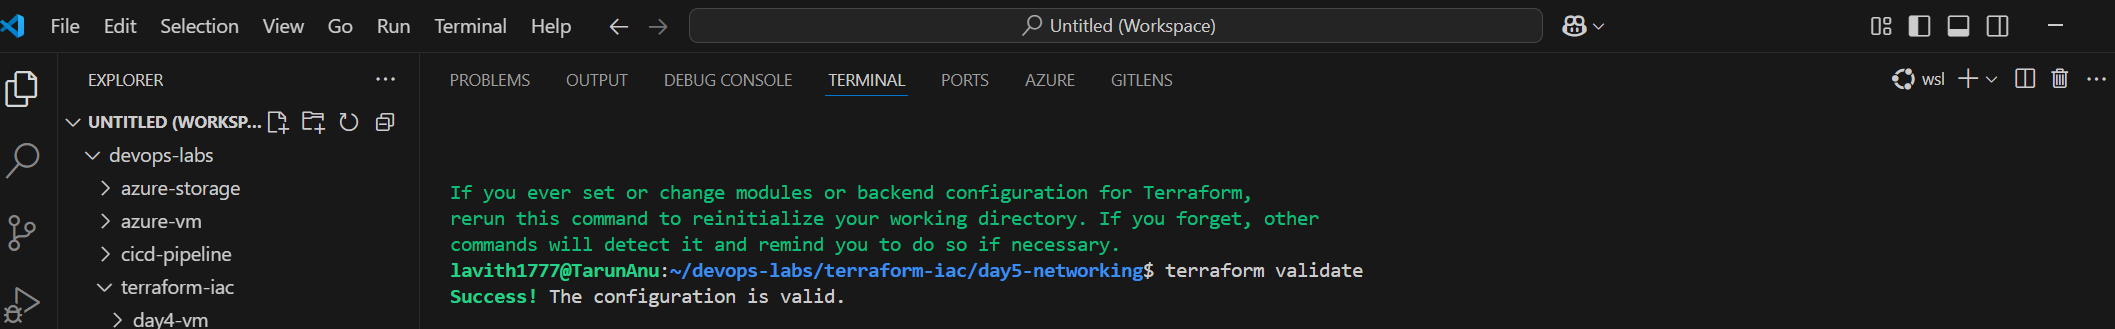 File Edit Selection View Go Run Terminal Help Untitled (Workspace)
EXPLORER
UNTITLED (WORKSP...
devops-labs
azure-storage
azure-vm
cicd-pipeline
terraform-iac
day4-vm
PROBLEMS OUTPUT DEBUG CONSOLE TERMINAL PORTS AZURE GITLENS wsl
If you ever set or change modules or backend configuration for Terraform,
rerun this command to reinitialize your working directory. If you forget, other
commands will detect it and remind you to do so if necessary.
lavith1777@TarunAnu:~/devops-labs/terraform-iac/day5-networking$ terraform validate
Success! The configuration is valid.